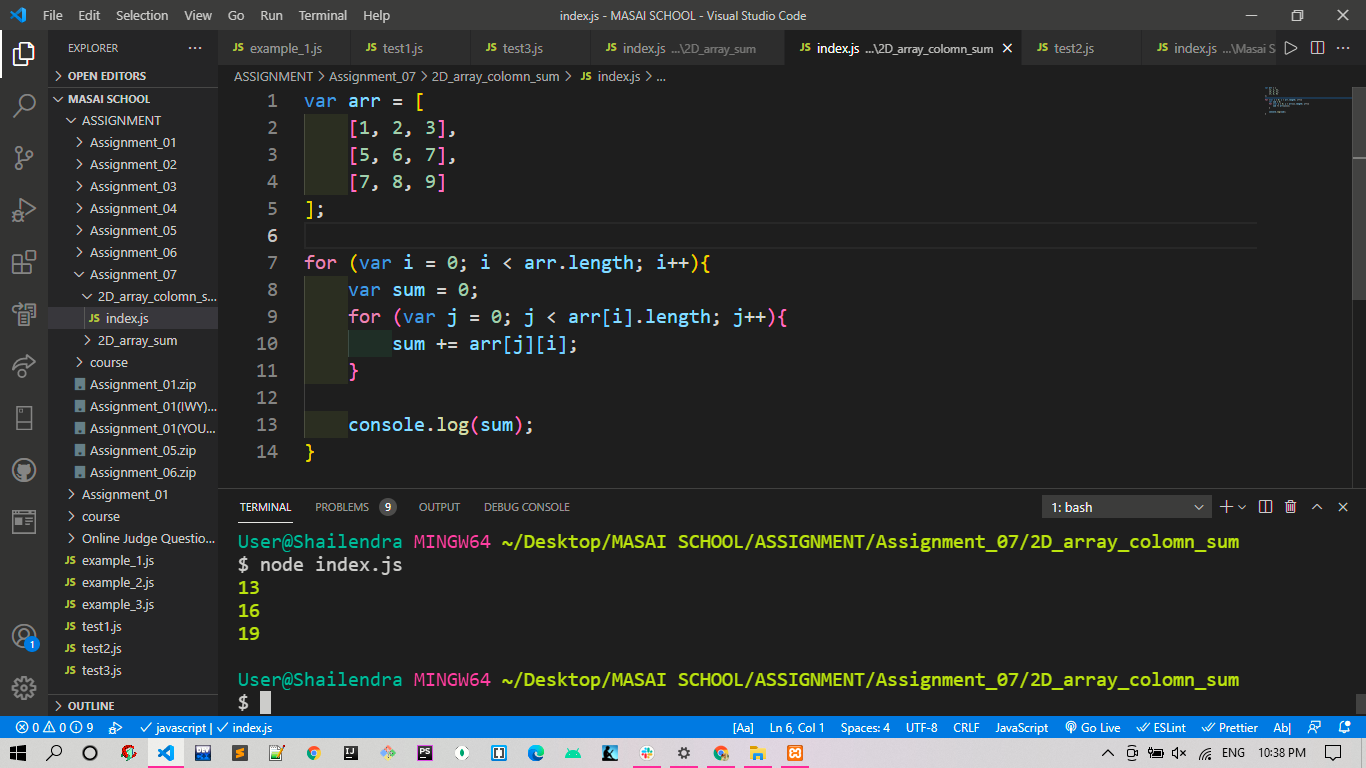 File Edit Selection View Go Run Terminal Help index.js - MASAI SCHOOL - Visual Studio Code
EXPLORER ···
JS example_1.js JS test1.js JS test3.js JS index.js ...\2D_array_sum JS index.js ...\2D_array_colomn_sum JS test2.js JS index.js ...\Masai S
OPEN EDITORS
MASAI SCHOOL
ASSIGNMENT
Assignment_01
Assignment_02
Assignment_03
Assignment_04
Assignment_05
Assignment_06
Assignment_07
2D_array_colomn_s...
JS index.js
2D_array_sum
course
Assignment_01.zip
Assignment_01(IWY)...
Assignment_01(YOU...
Assignment_05.zip
Assignment_06.zip
Assignment_01
course
Online Judge Questio...
JS example_1.js
JS example_2.js
JS example_3.js
JS test1.js
JS test2.js
JS test3.js
OUTLINE
1
ASSIGNMENT > Assignment_07 > 2D_array_colomn_sum > JS index.js > ...
1 var arr = [
2 [1, 2, 3],
3 [5, 6, 7],
4 [7, 8, 9]
5 ];
6
7 for (var i = 0; i < arr.length; i++){
8 var sum = 0;
9 for (var j = 0; j < arr[i].length; j++){
10 sum += arr[j][i];
11 }
12
13 console.log(sum);
14 }
TERMINAL PROBLEMS 9 OUTPUT DEBUG CONSOLE 1: bash
User@Shailendra MINGW64 ~/Desktop/MASAI SCHOOL/ASSIGNMENT/Assignment_07/2D_array_colomn_sum
$ node index.js
13
16
19
User@Shailendra MINGW64 ~/Desktop/MASAI SCHOOL/ASSIGNMENT/Assignment_07/2D_array_colomn_sum
$
0 0 9 javascript | index.js [Aa] Ln 6, Col 1 Spaces: 4 UTF-8 CRLF JavaScript Go Live ESLint Prettier Ab|
ENG 10:38 PM